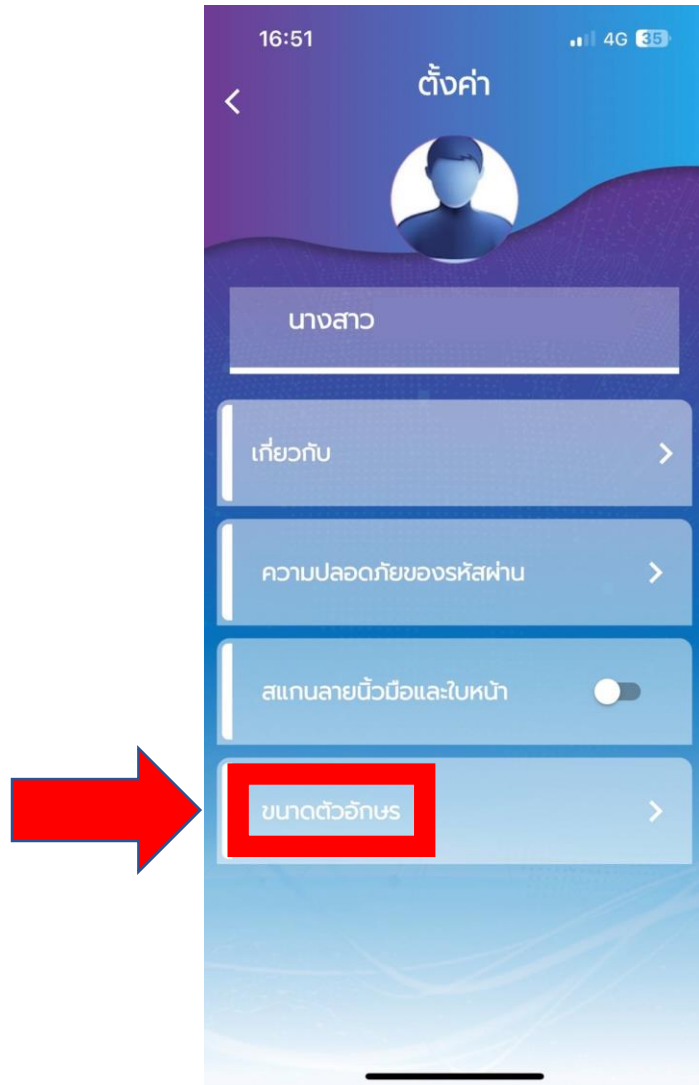 16:51
4G 35
ตั้งค่า
นางสาว
เกี่ยวกับ
ความปลอดภัยของรหัสผ่าน
สแกนลายนิ้วมือและใบหน้า
ขนาดตัวอักษร